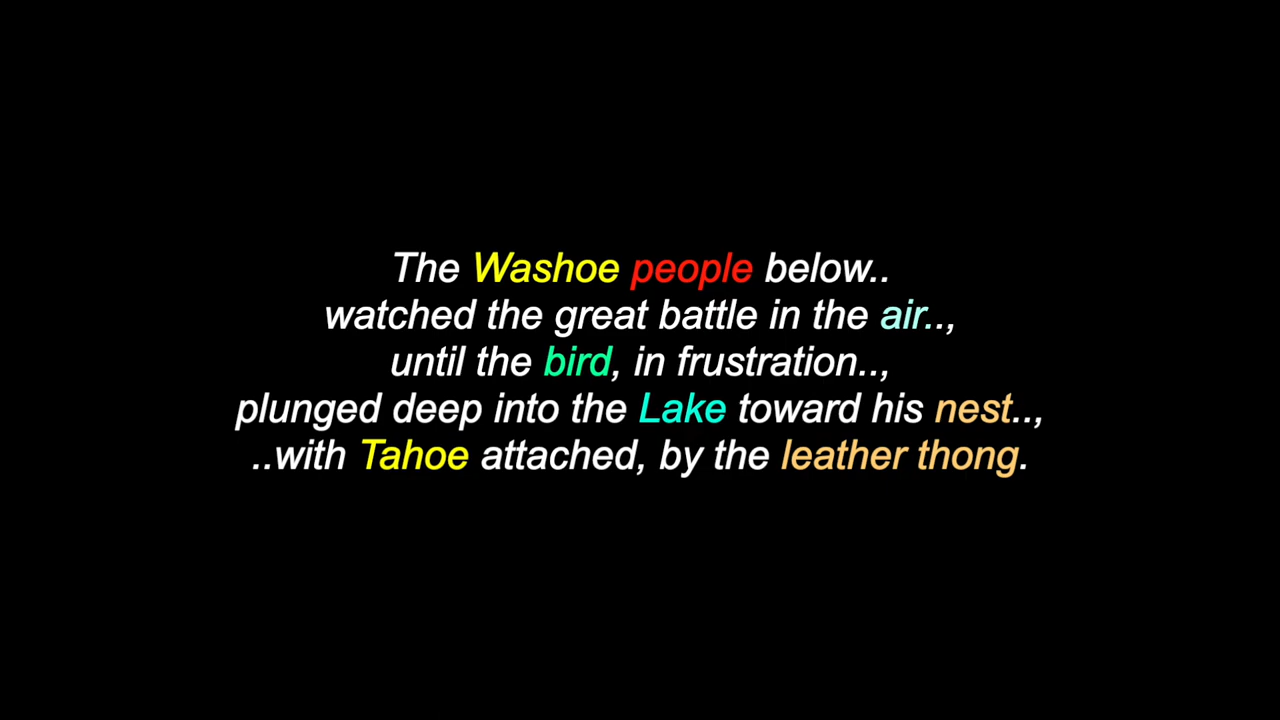 The Washoe people below..
watched the great battle in the air..,
until the bird, in frustration..,
plunged deep into the Lake toward his nest..,
..with Tahoe attached, by the leather thong.